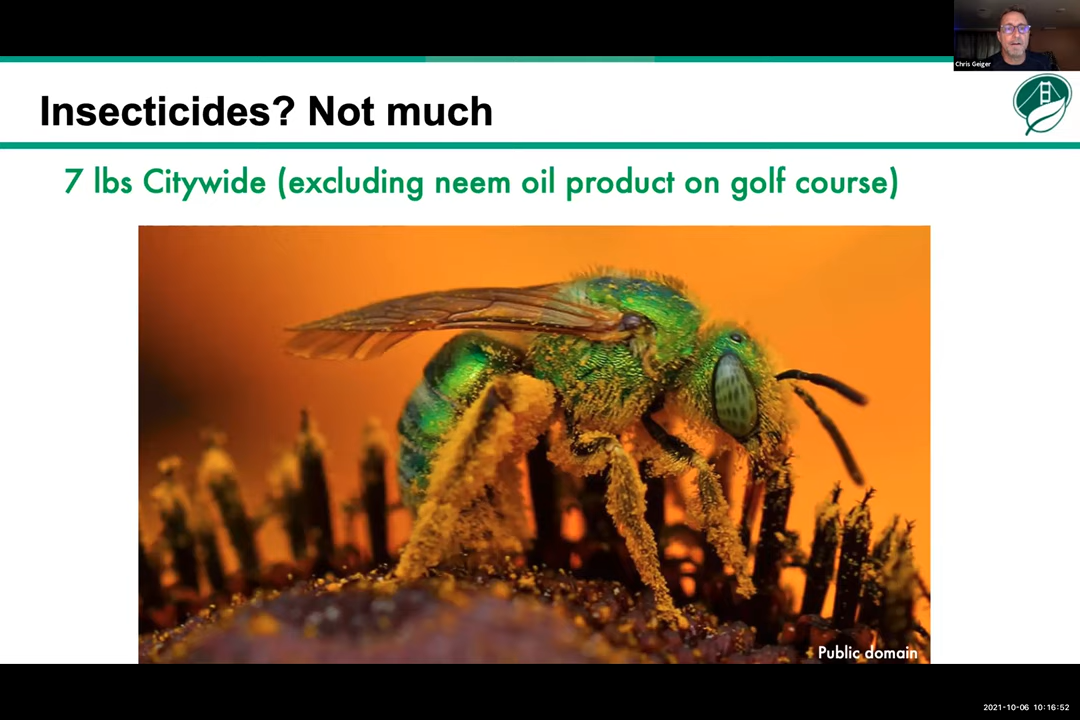 Chris Geiger
Insecticides? Not much
7 lbs Citywide (excluding neem oil product on golf course)
Public domain
2021-10-06 10:16:52